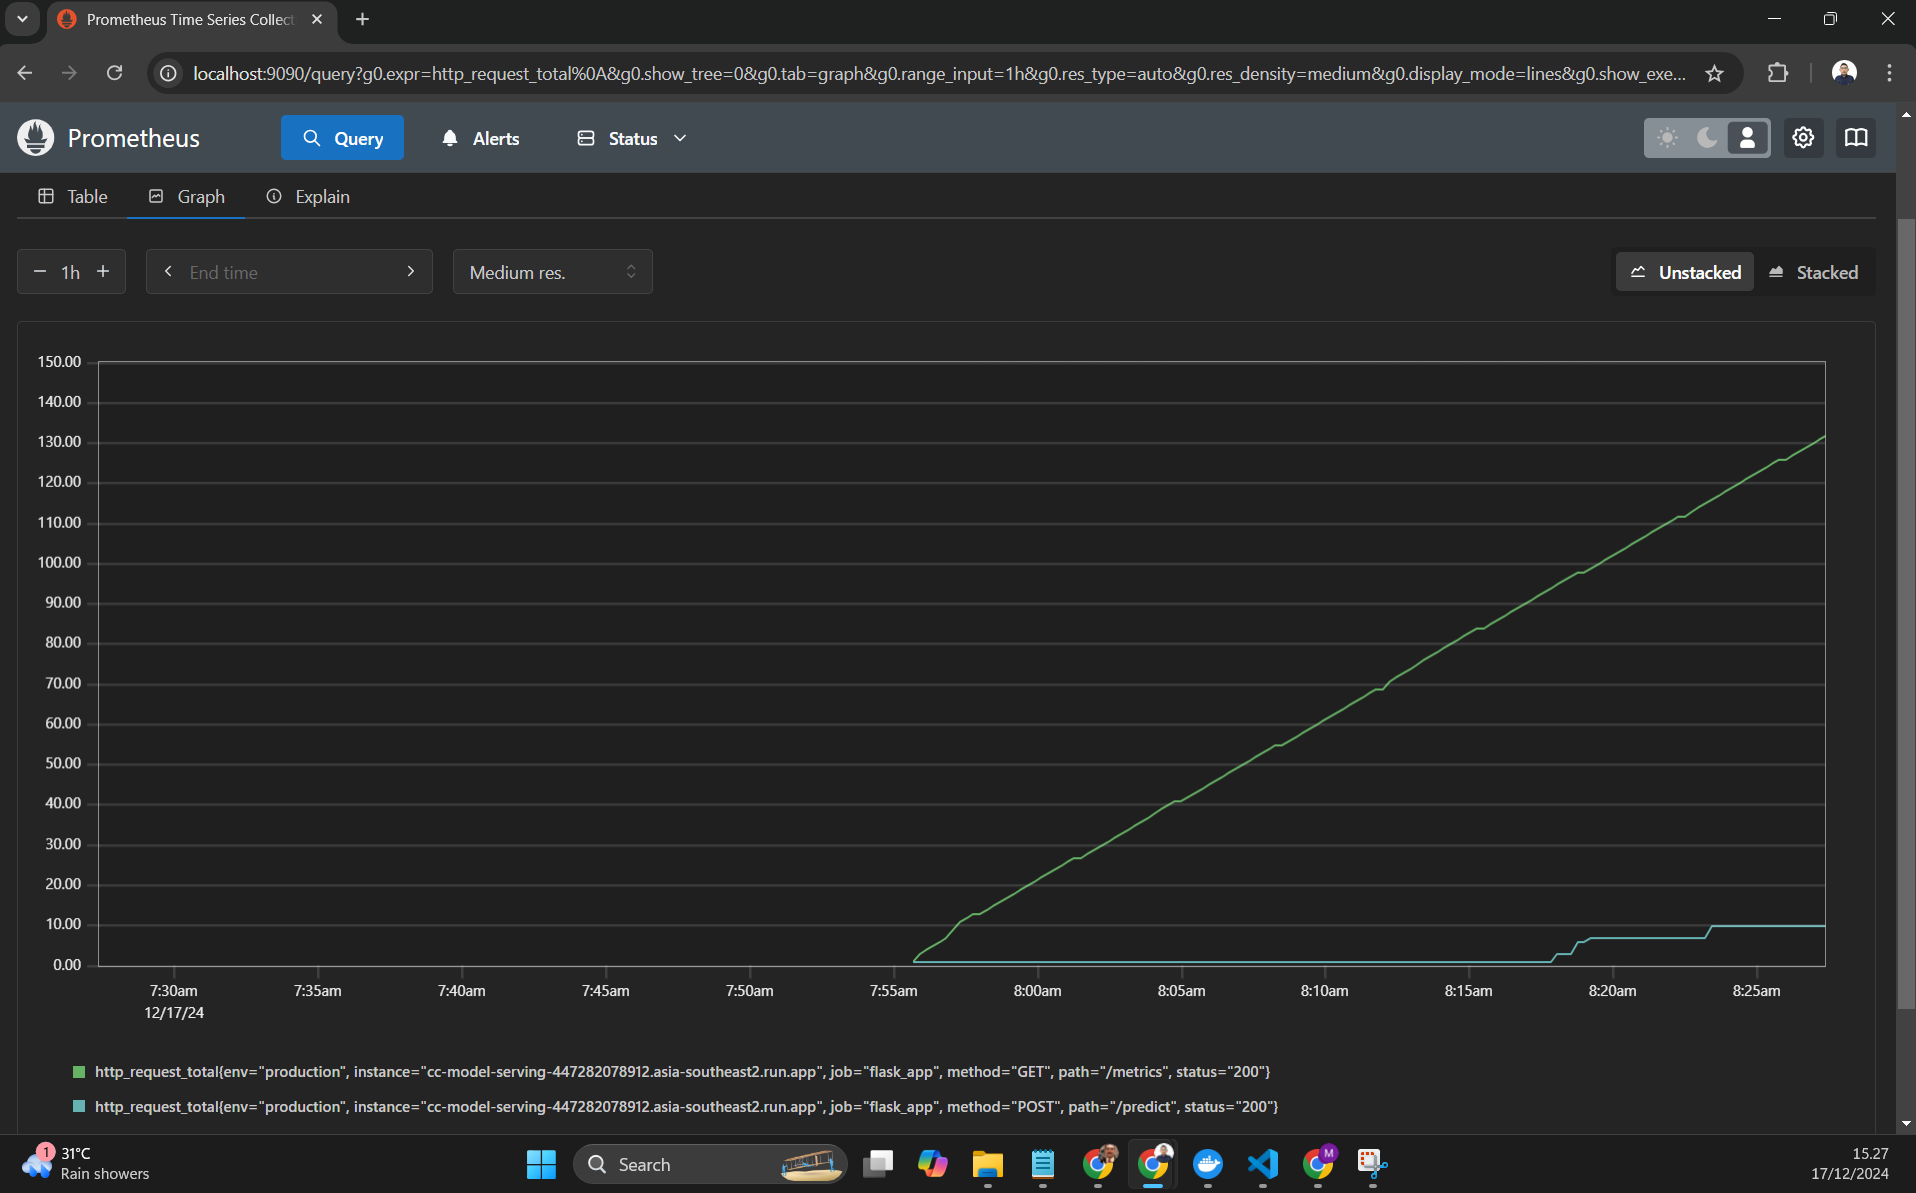 Prometheus Time Series Collect
localhost:9090/query?g0.expr=http_request_total%0A&g0.show_tree=0&g0.tab=graph&g0.range_input=1h&g0.res_type=auto&g0.res_density=medium&g0.display_mode=lines&g0.show_exe...
Prometheus Query Alerts Status
Table Graph Explain
1h End time Medium res. Unstacked Stacked
150.00
140.00
130.00
120.00
110.00
100.00
90.00
80.00
70.00
60.00
50.00
40.00
30.00
20.00
10.00
0.00
7:30am 7:35am 7:40am 7:45am 7:50am 7:55am 8:00am 8:05am 8:10am 8:15am 8:20am 8:25am
12/17/24
http_request_total{env="production", instance="cc-model-serving-447282078912.asia-southeast2.run.app", job="flask_app", method="GET", path="/metrics", status="200"}
http_request_total{env="production", instance="cc-model-serving-447282078912.asia-southeast2.run.app", job="flask_app", method="POST", path="/predict", status="200"}
1 31°C Search M 15.27
Rain showers 17/12/2024